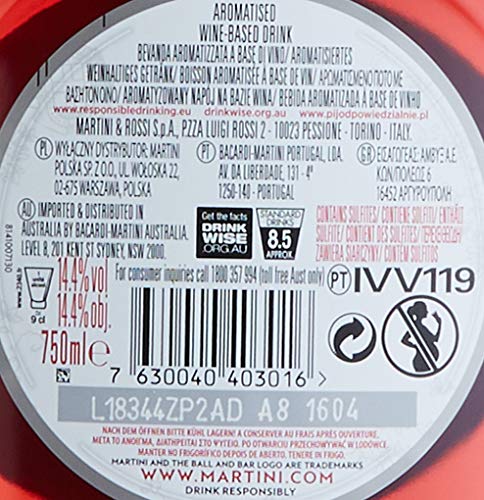 AROMATISED
WINE-BASED DRINK
BEVANDA AROMATIZZATA A BASE DI VINO/ AROMATISIERTES
WEINHALTIGES GETRÄNK/ BOISSON AROMATISÉE À BASE DE VIN/ ΑΡΩΜΑΤΙΣΜΕΝΟ ΠΟΤΟ ΜΕ
ΒΑΣΗ ΤΟΝ ΟΙΝΟ/ AROMATYZOWANY NAPÓJ NA BAZIE WINA/ BEBIDA AROMATIZADA À BASE DE VINHO
www.responsibledrinking.eu drinkwise.org.au www.pijodpowiedzialnie.pl
MARTINI & ROSSI S.p.A., P.ZZA LUIGI ROSSI 2 - 10023 PESSIONE - TORINO - ITALY.
PL WYŁĄCZNY DYSTRYBUTOR: MARTINI
POLSKA SP Z O.O, UL. WOŁOSKA 22,
02-675 WARSZAWA, POLSKA
PT BACARDI-MARTINI PORTUGAL, LDA.
AV DA LIBERDADE, 131 - 4º
1250-140 - PORTUGAL
GR ΕΙΣΑΓΩΓΕΑΣ: ΑΜΒΥΞ Α.Ε.
ΚΩΝ/ΠΟΛΕΩΣ 6
16452 ΑΡΓΥΡΟΥΠΟΛΗ
AU IMPORTED & DISTRIBUTED IN
AUSTRALIA BY BACARDI-MARTINI AUSTRALIA.
LEVEL 8, 201 KENT ST SYDNEY, NSW 2000.
Get the facts
DRINK
WISE
.ORG.AU
STANDARD
DRINKS
8.5
APPROX.
CONTAINS SULFITES/ CONTIENE SOLFITI/ ENTHÄLT
SULFITE/ CONTIENT DES SULFITES/ ΠΕΡΙΕΧΕΙ ΘΕΙΩΔΗ/
ZAWIERA SIARCZYNY/ CONTÉM SULFITOS
8141007130
For consumer inquiries call 1800 357 994 (toll free Aust only)
9 cl
14.4% vol
14.4% obj.
750ml e
PT IVV119
7 630040 403016 >
L18344ZP2AD A8 1604
NACH DEM ÖFFNEN BITTE KÜHL LAGERN! A CONSERVER AU FRAIS APRÈS OUVERTURE.
ΜΕΤΑ ΤΟ ΑΝΟΙΓΜΑ, ΔΙΑΤΗΡΕΙΤΑΙ ΣΤΟ ΨΥΓΕΙΟ. PO OTWARCIU PRZECHOWYWAĆ W LODÓWCE.
MANTER NO FRIGORÍFICO DEPOIS DE ABERTO, TENERE IN FRIGO.
MARTINI AND THE BALL AND BAR LOGO ARE TRADEMARKS
WWW.MARTINI.COM
DRINK RESPONSIBLY